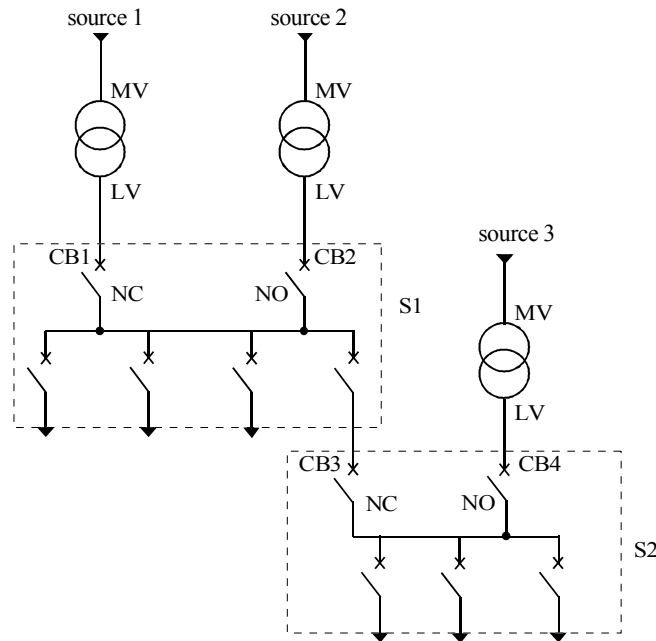 source 1
source 2
MV
MV
LV
LV
source 3
CB1
CB2
NC
NO
S1
MV
LV
CB3
CB4
NC
NO
S2